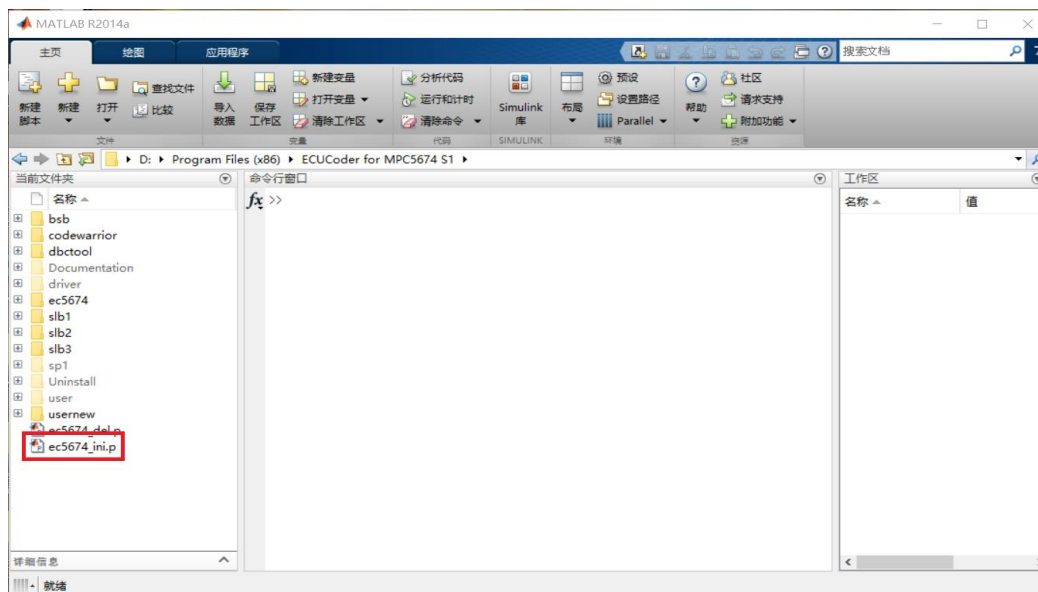 MATLAB R2014a
主页 绘图 应用程序
搜索文档
新建脚本 新建 打开 查找文件 比较 导入数据 保存工作区 新建变量 打开变量 清除工作区 分析代码 运行和计时 清除命令 Simulink 库 布局 预设 设置路径 Parallel 帮助 社区 请求支持 附加功能
文件 变量 代码 SIMULINK 环境 资源
D: Program Files (x86) ECUCoder for MPC5674 S1
当前文件夹 命令行窗口 工作区
名称 fx >> 名称 值
bsb
codewarrior
dbctool
Documentation
driver
ec5674
slb1
slb2
slb3
sp1
Uninstall
user
usernew
ec5674_del.p
ec5674_ini.p
详细信息
就绪